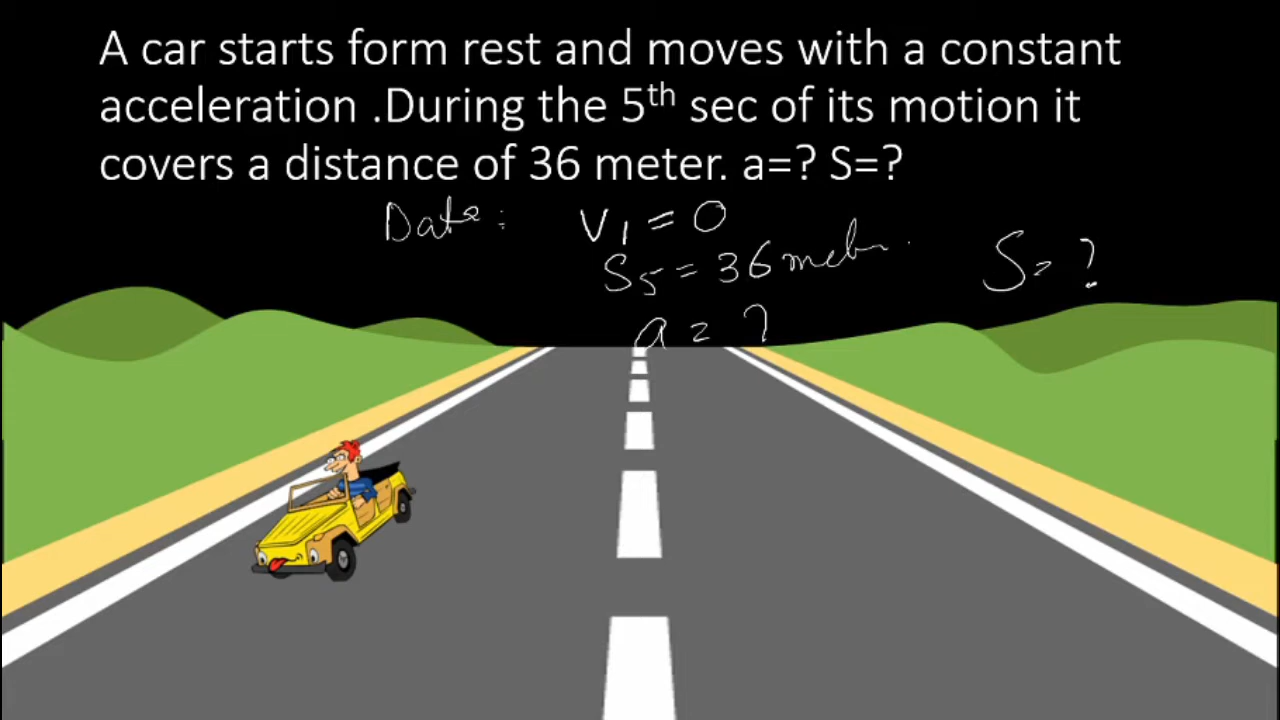 A car starts form rest and moves with a constant
acceleration .During the 5th sec of its motion it
covers a distance of 36 meter. a=? S=?
Data : V1 = 0
S5 = 36 meter. S = ?
a = ?